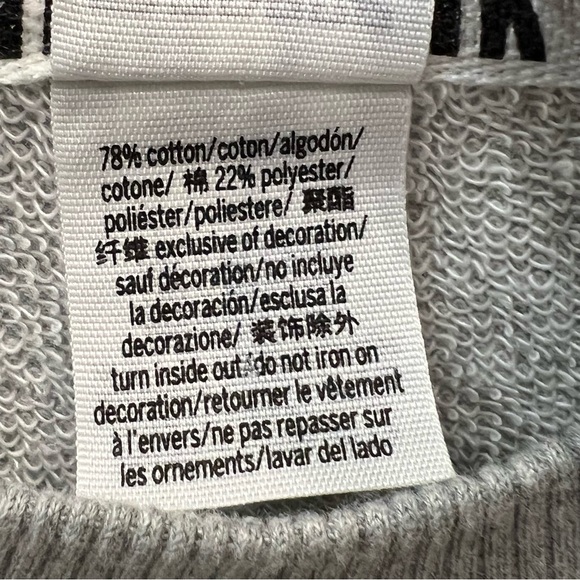 78% cotton/coton/algodón/
cotone/ 棉 22% polyester/
poliéster/poliestere/ 聚酯
纤维 exclusive of decoration/
sauf décoration/no incluye
la decoración/esclusa la
decorazione/ 装饰除外
turn inside out/do not iron on
decoration/retourner le vêtement
à l'envers/ne pas repasser sur
les ornements/lavar del lado